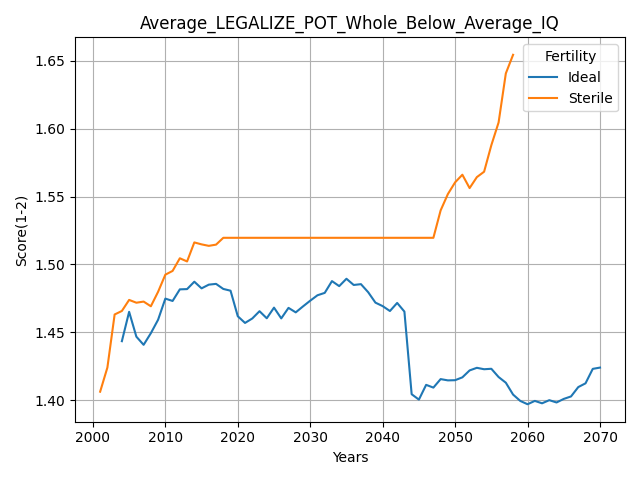 Average_LEGALIZE_POT_Whole_Below_Average_IQ
Fertility
Ideal
Sterile
1.65
1.60
1.55
1.50
1.45
1.40
Score(1-2)
2000 2010 2020 2030 2040 2050 2060 2070
Years